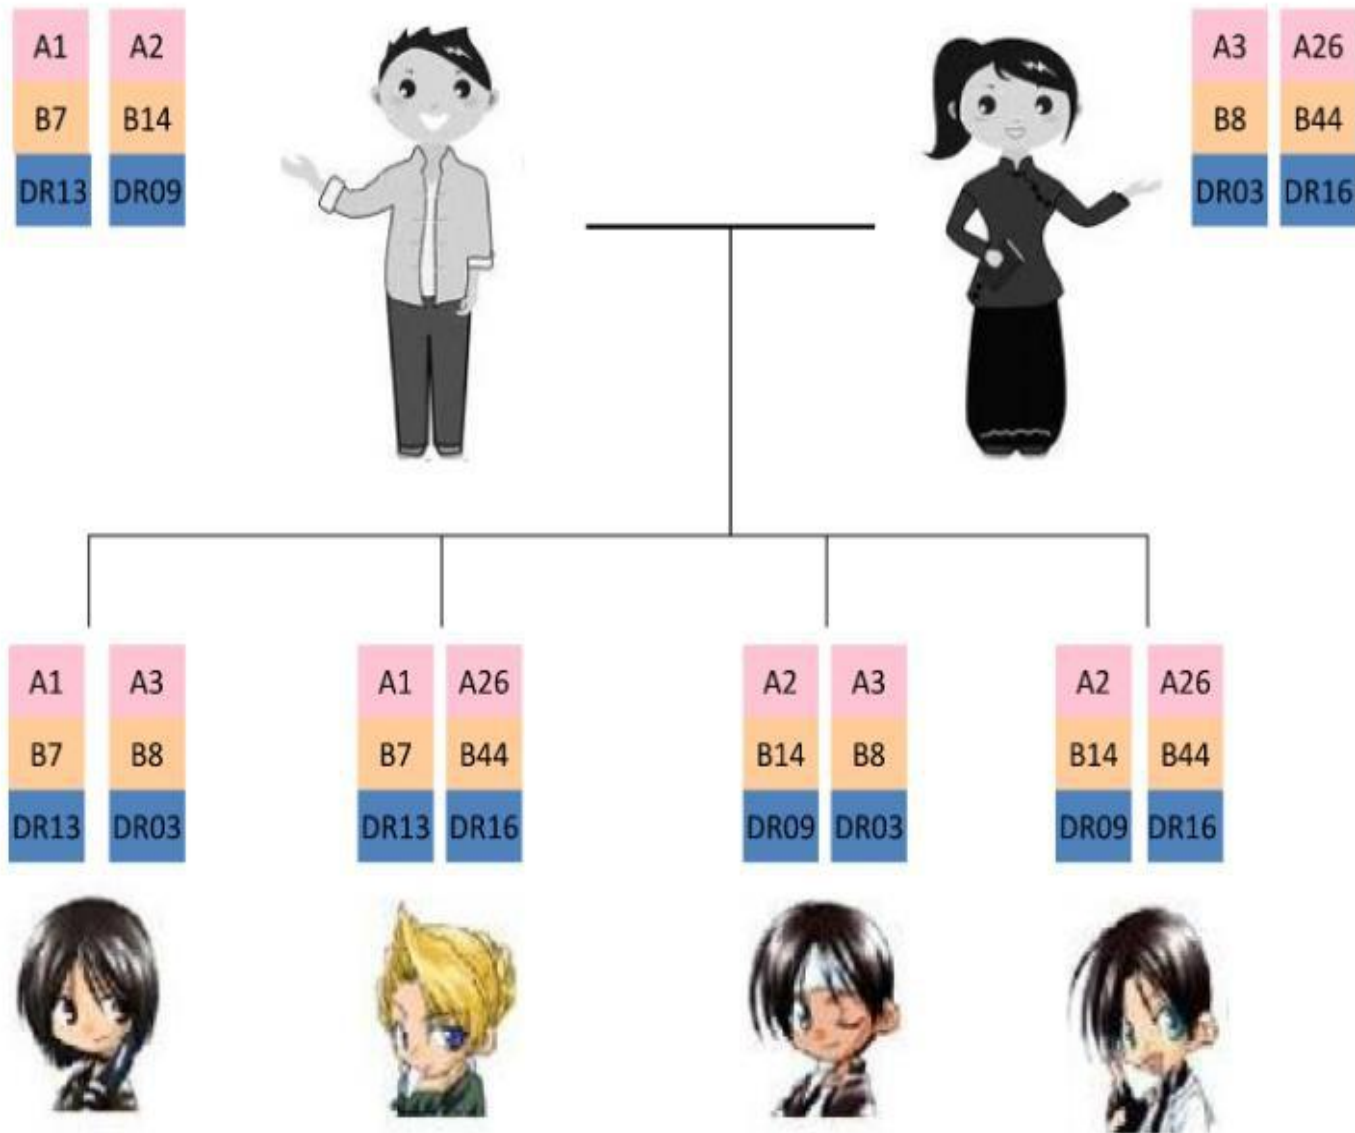 A1 A2 A3 A26
B7 B14 B8 B44
DR13 DR09 DR03 DR16
A1 A3 A1 A26 A2 A3 A2 A26
B7 B8 B7 B44 B14 B8 B14 B44
DR13 DR03 DR13 DR16 DR09 DR03 DR09 DR16